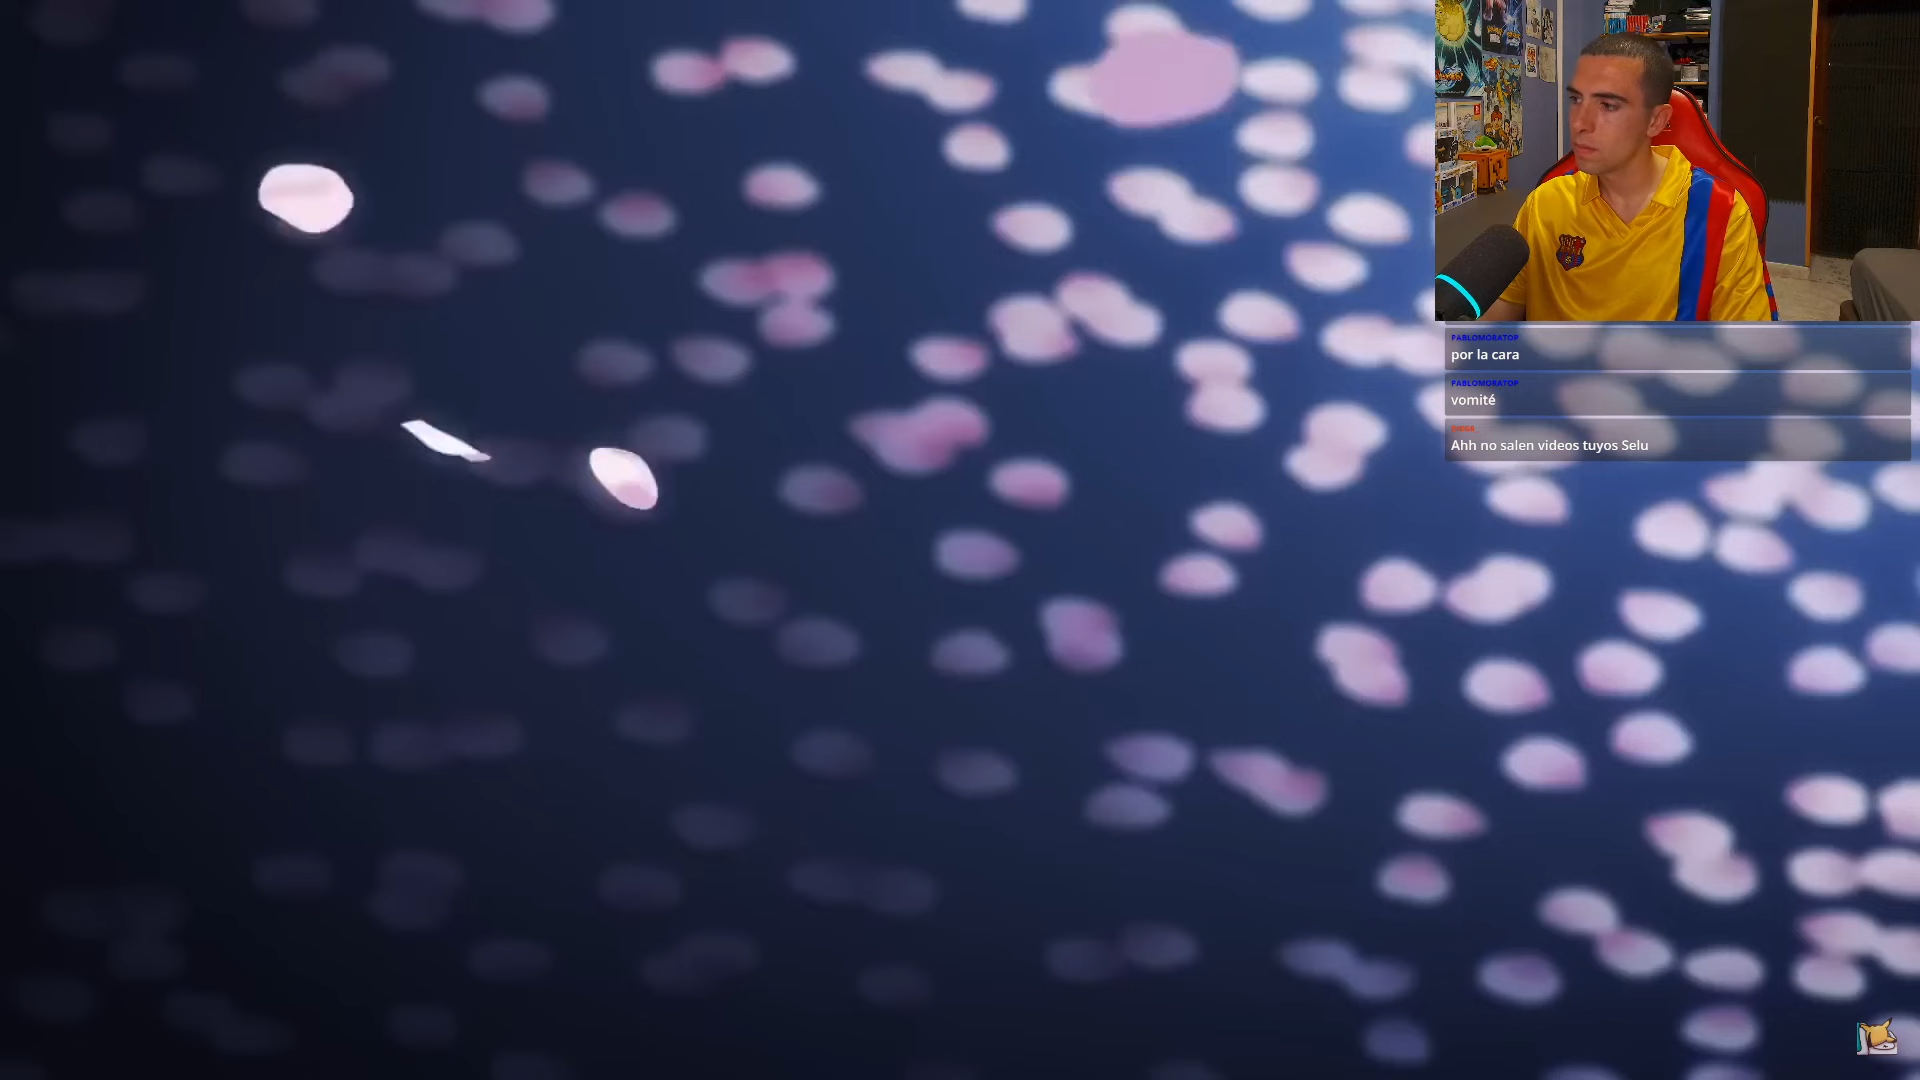 PABLOMORATOP
por la cara
PABLOMORATOP
vomité
Ahh no salen videos tuyos Selu